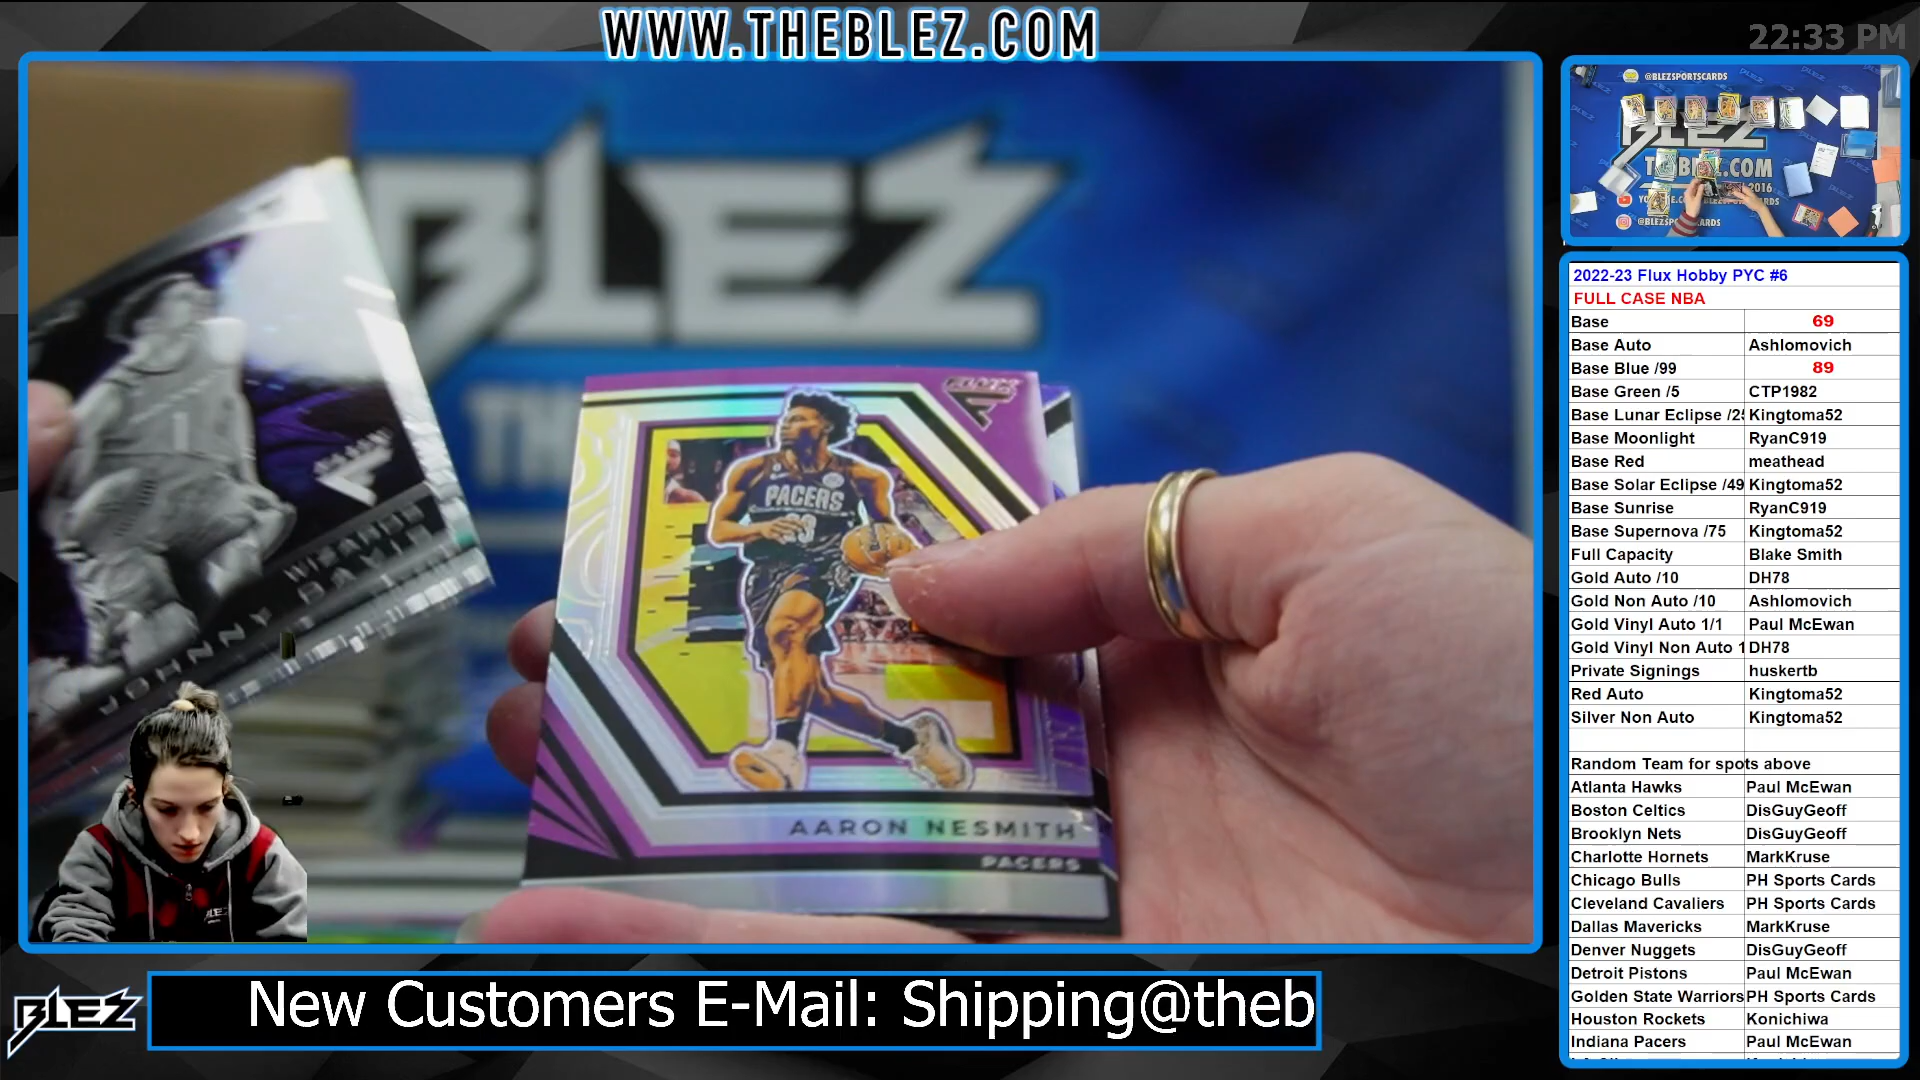 WWW.THEBLEZ.COM
22:33 PM
BLEZ
WIZARDS
JOHNNY DAVIS
FLUX
PACERS
AARON NESMITH
PACERS
BLEZ
@BLEZSPORTSCARDS
BLEZ
2016
2022-23 Flux Hobby PYC #6
FULL CASE NBA
Base 69
Base Auto Ashlomovich
Base Blue /99 89
Base Green /5 CTP1982
Base Lunar Eclipse /25 Kingtoma52
Base Moonlight RyanC919
Base Red meathead
Base Solar Eclipse /49 Kingtoma52
Base Sunrise RyanC919
Base Supernova /75 Kingtoma52
Full Capacity Blake Smith
Gold Auto /10 DH78
Gold Non Auto /10 Ashlomovich
Gold Vinyl Auto 1/1 Paul McEwan
Gold Vinyl Non Auto 1 DH78
Private Signings huskertb
Red Auto Kingtoma52
Silver Non Auto Kingtoma52
Random Team for spots above
Atlanta Hawks Paul McEwan
Boston Celtics DisGuyGeoff
Brooklyn Nets DisGuyGeoff
Charlotte Hornets MarkKruse
Chicago Bulls PH Sports Cards
Cleveland Cavaliers PH Sports Cards
Dallas Mavericks MarkKruse
Denver Nuggets DisGuyGeoff
Detroit Pistons Paul McEwan
Golden State Warriors PH Sports Cards
Houston Rockets Konichiwa
Indiana Pacers Paul McEwan
BLEZ
New Customers E-Mail: Shipping@theb